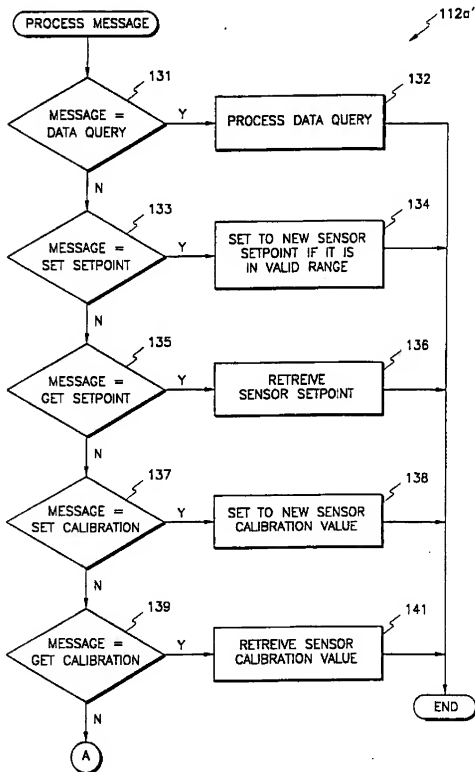 PROCESS MESSAGE
112a'
131
MESSAGE =
DATA QUERY
Y
132
PROCESS DATA QUERY
N
133
MESSAGE =
SET SETPOINT
Y
134
SET TO NEW SENSOR
SETPOINT IF IT IS
IN VALID RANGE
N
135
MESSAGE =
GET SETPOINT
Y
136
RETREIVE
SENSOR SETPOINT
N
137
MESSAGE =
SET CALIBRATION
Y
138
SET TO NEW SENSOR
CALIBRATION VALUE
N
139
MESSAGE =
GET CALIBRATION
Y
141
RETREIVE SENSOR
CALIBRATION VALUE
N
END
A